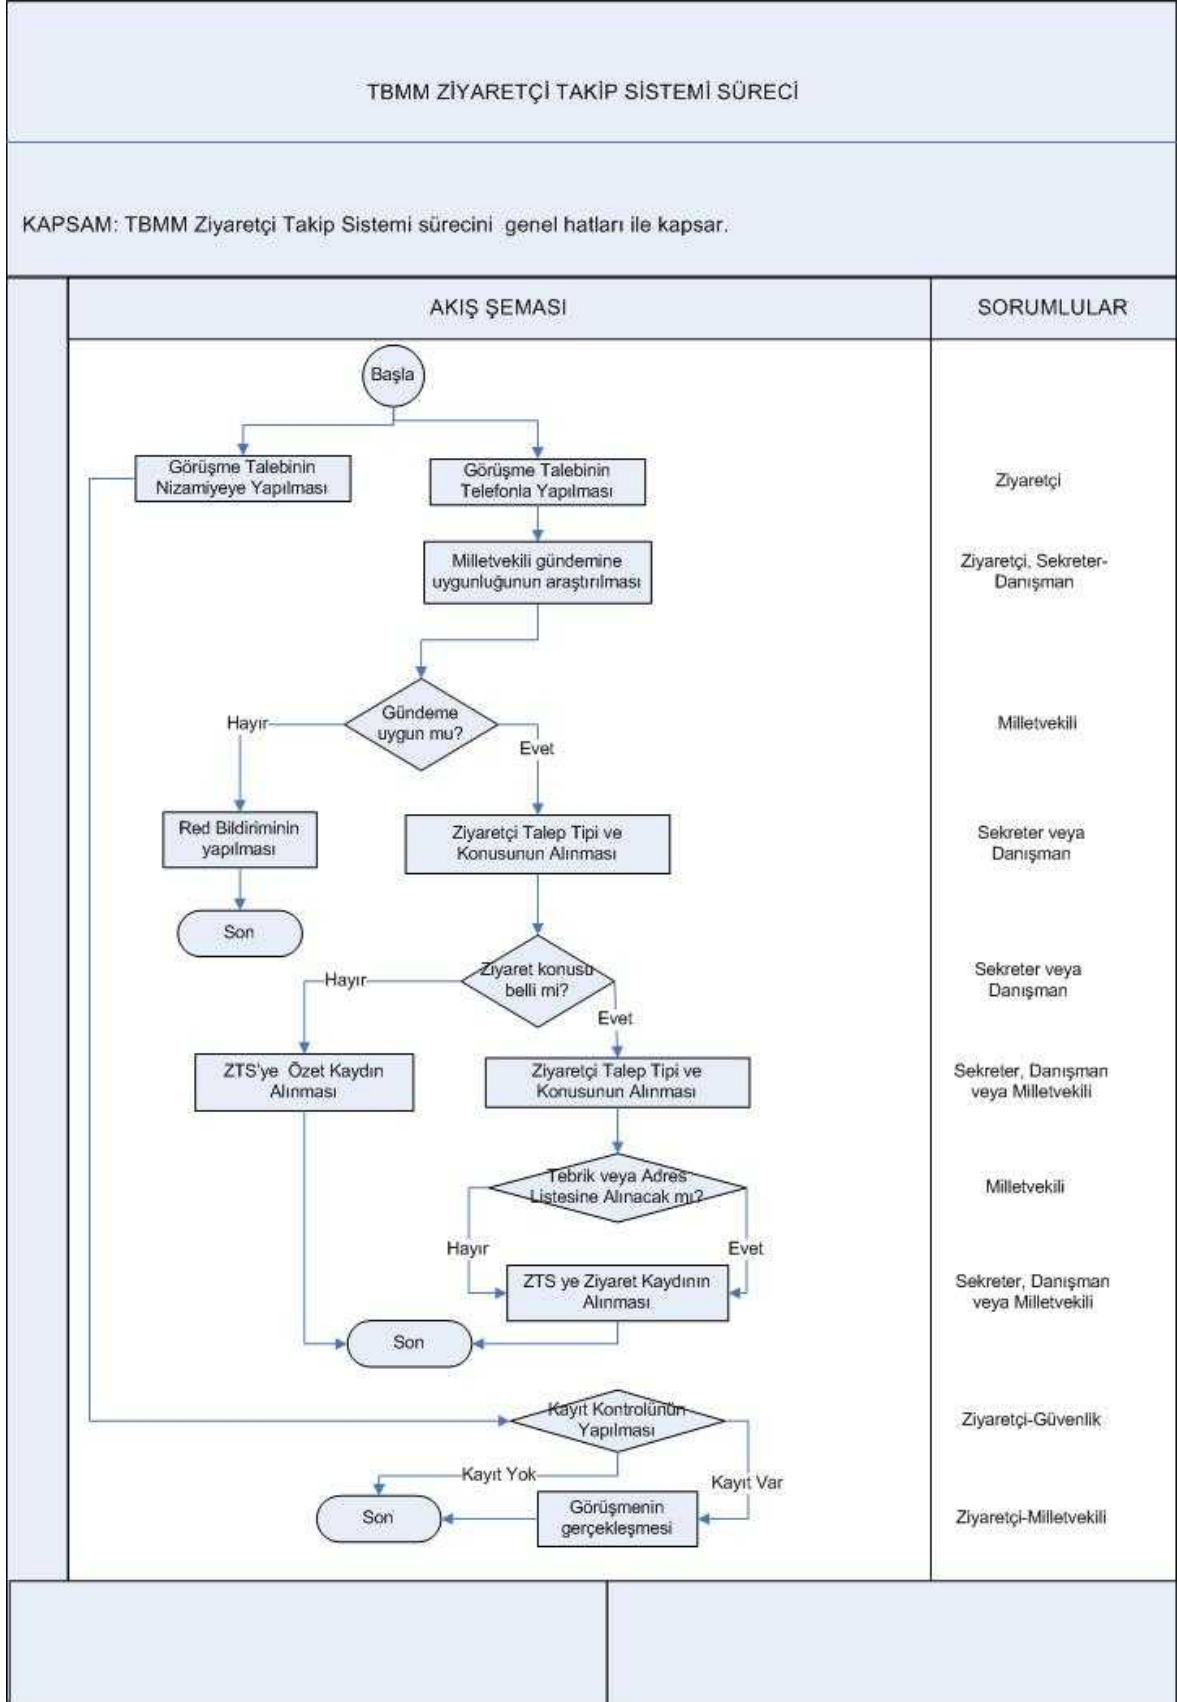 TBMM ZİYARETÇİ TAKİP SİSTEMİ SÜRECİ
KAPSAM: TBMM Ziyaretçi Takip Sistemi sürecini genel hatları ile kapsar.
AKIŞ ŞEMASI
SORUMLULAR
Başla
Görüşme Talebinin
Nizamiyeye Yapılması
Görüşme Talebinin
Telefonla Yapılması
Ziyaretçi
Milletvekili gündemine
uygunluğunun araştırılması
Ziyaretçi, Sekreter-
Danışman
Gündeme
uygun mu?
Hayır
Evet
Milletvekili
Red Bildiriminin
yapılması
Ziyaretçi Talep Tipi ve
Konusunun Alınması
Sekreter veya
Danışman
Son
Ziyaret konusu
belli mi?
Hayır
Evet
Sekreter veya
Danışman
ZTS'ye Özet Kaydın
Alınması
Ziyaretçi Talep Tipi ve
Konusunun Alınması
Sekreter, Danışman
veya Milletvekili
Tebrik veya Adres
Listesine Alınacak mı?
Milletvekili
Hayır
Evet
ZTS ye Ziyaret Kaydının
Alınması
Sekreter, Danışman
veya Milletvekili
Son
Kayıt Kontrolünün
Yapılması
Ziyaretçi-Güvenlik
Kayıt Yok
Kayıt Var
Son
Görüşmenin
gerçekleşmesi
Ziyaretçi-Milletvekili